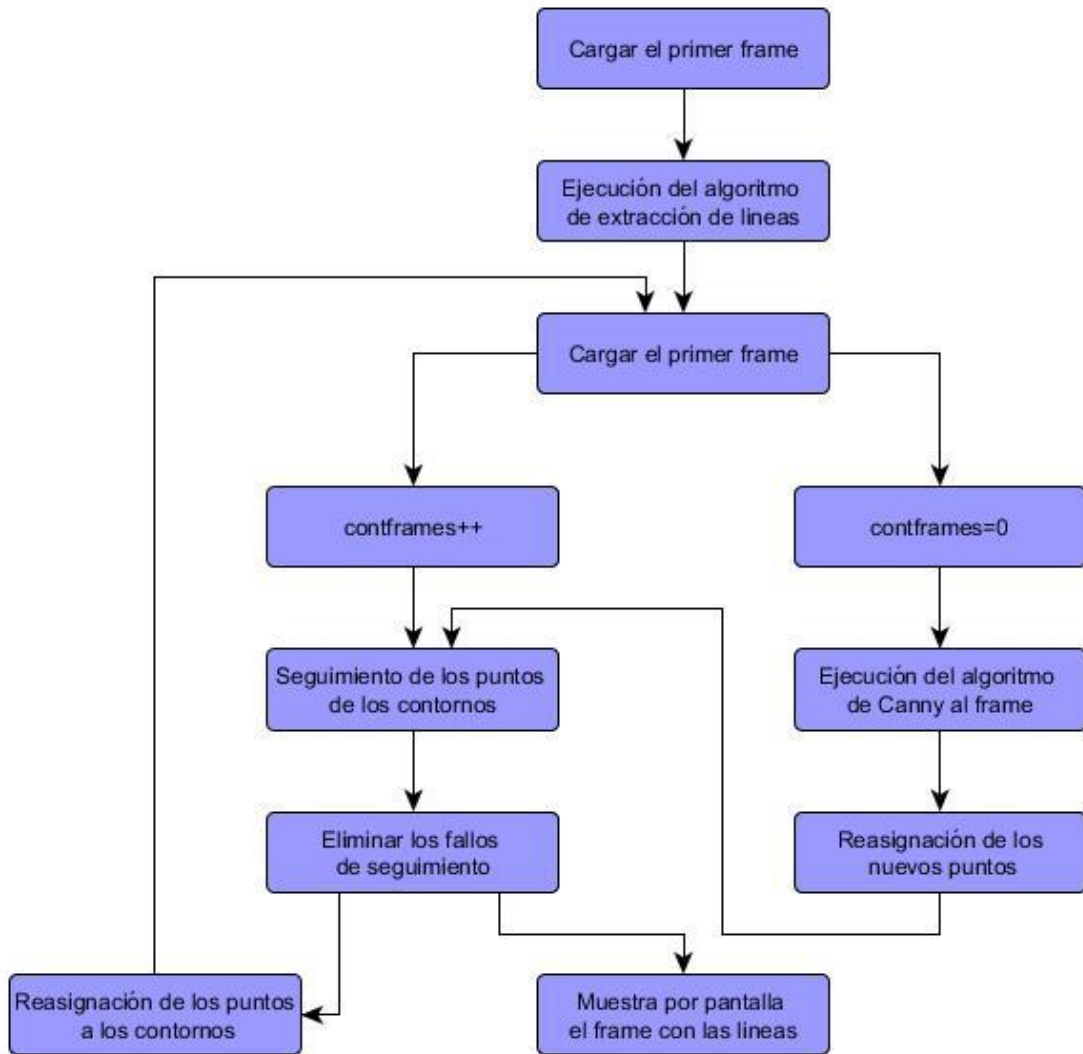 Cargar el primer frame
Ejecución del algoritmo
de extracción de lineas
Cargar el primer frame
contframes++
contframes=0
Seguimiento de los puntos
de los contornos
Ejecución del algoritmo
de Canny al frame
Eliminar los fallos
de seguimiento
Reasignación de los
nuevos puntos
Reasignación de los puntos
a los contornos
Muestra por pantalla
el frame con las lineas